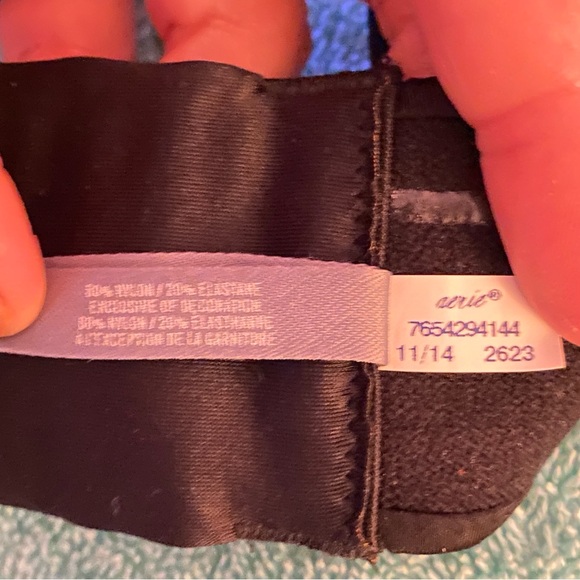 80% NYLON / 20% ELASTANE
EXCLUSIVE OF DECORATION
80% NYLON / 20% ELASTHANNE
A L'EXCEPTION DE LA GARNITURE
aerie®
7654294144
11/14 2623